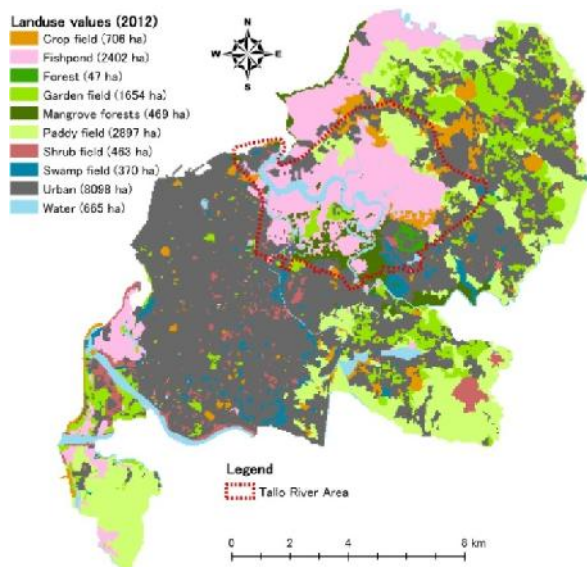 Landuse values (2012)
Crop field (706 ha)
Fishpond (2402 ha)
Forest (47 ha)
Garden field (1654 ha)
Mangrove forests (469 ha)
Paddy field (2897 ha)
Shrub field (463 ha)
Swamp field (370 ha)
Urban (8098 ha)
Water (665 ha)
N
W E
S
Legend
Tallo River Area
0 2 4 6 8 km